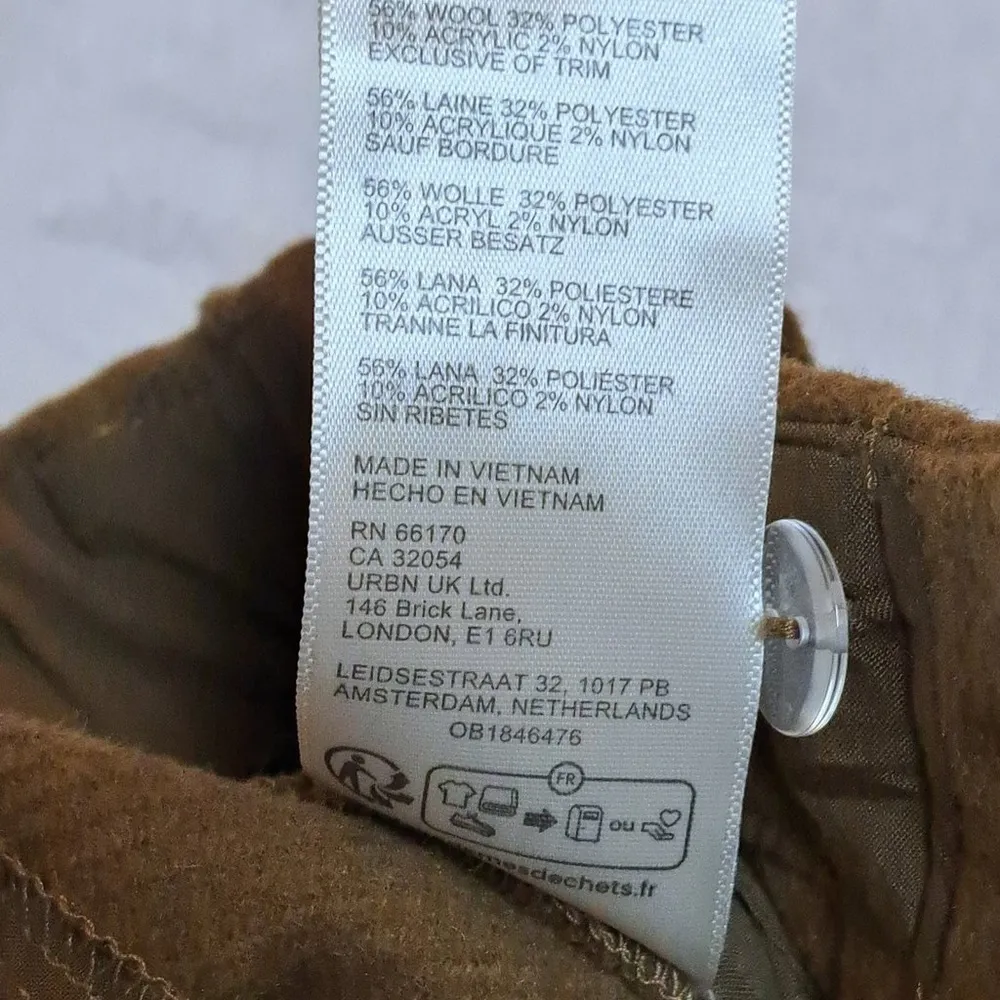 56% WOOL 32% POLYESTER
10% ACRYLIC 2% NYLON
EXCLUSIVE OF TRIM
56% LAINE 32% POLYESTER
10% ACRYLIQUE 2% NYLON
SAUF BORDURE
56% WOLLE 32% POLYESTER
10% ACRYL 2% NYLON
AUSSER BESATZ
56% LANA 32% POLIESTERE
10% ACRILICO 2% NYLON
TRANNE LA FINITURA
56% LANA 32% POLIÉSTER
10% ACRILICO 2% NYLON
SIN RIBETES
MADE IN VIETNAM
HECHO EN VIETNAM
RN 66170
CA 32054
URBN UK Ltd.
146 Brick Lane,
LONDON, E1 6RU
LEIDSESTRAAT 32, 1017 PB
AMSTERDAM, NETHERLANDS
OB1846476
FR
ou
mesdechets.fr